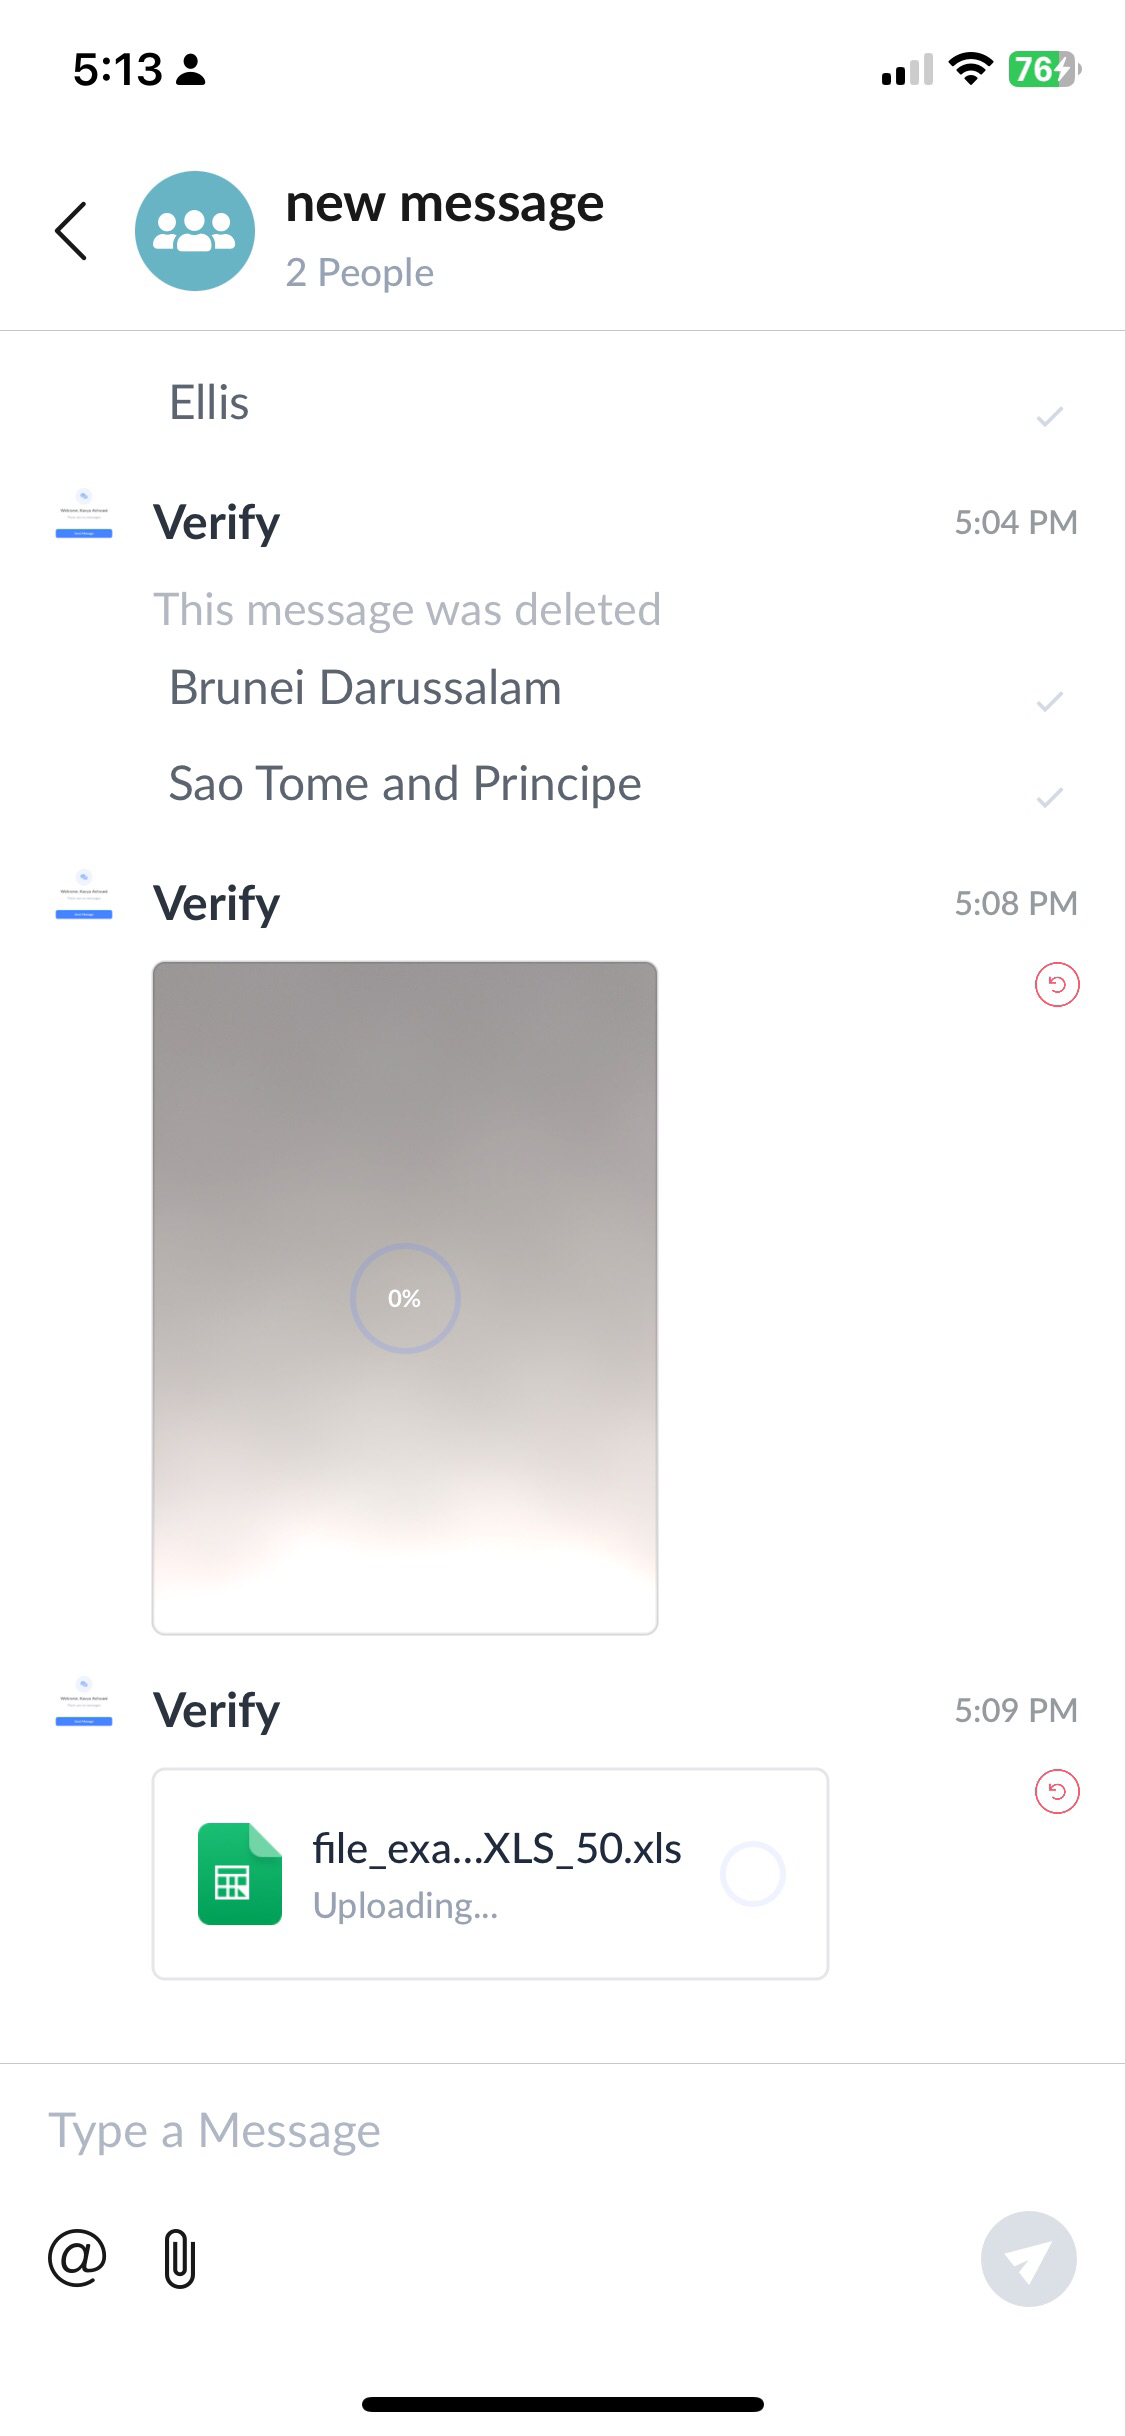 5:13
76
new message
2 People
Ellis
Verify
5:04 PM
This message was deleted
Brunei Darussalam
Sao Tome and Principe
Verify
5:08 PM
0%
Verify
5:09 PM
file_exa...XLS_50.xls
Uploading...
Type a Message
@